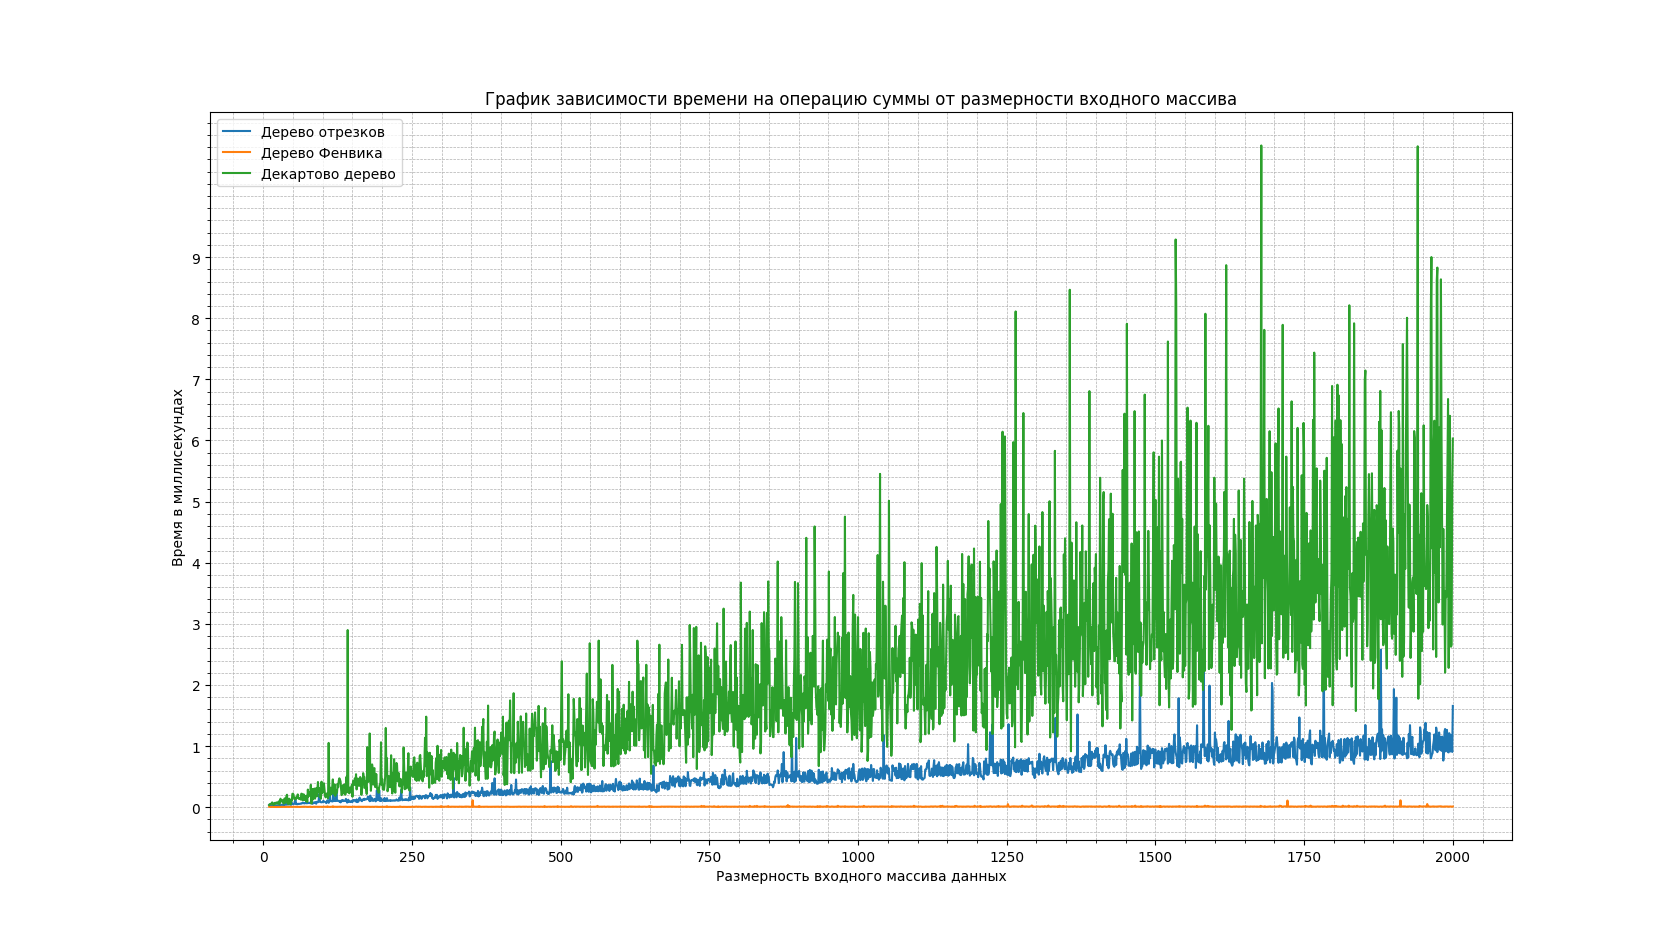 График зависимости времени на операцию суммы от размерности входного массива
Дерево отрезков
Дерево Фенвика
Декартово дерево
Время в миллисекундах
9
8
7
6
5
4
3
2
1
0
0 250 500 750 1000 1250 1500 1750 2000
Размерность входного массива данных